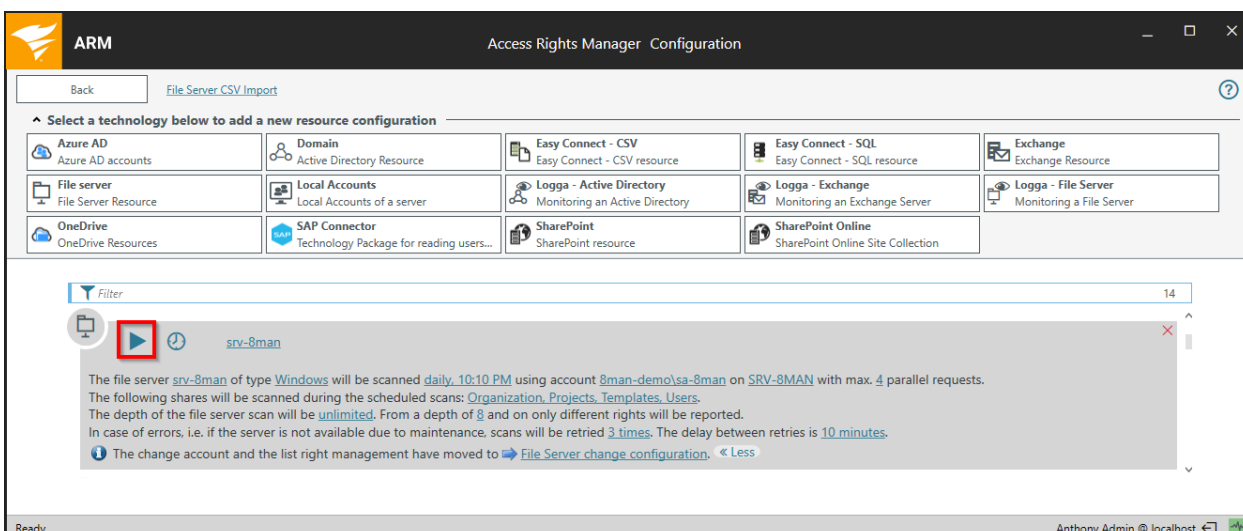 ARM
Access Rights Manager Configuration
Back
File Server CSV Import
Select a technology below to add a new resource configuration
Azure AD
Azure AD accounts
Domain
Active Directory Resource
Easy Connect - CSV
Easy Connect - CSV resource
Easy Connect - SQL
Easy Connect - SQL resource
Exchange
Exchange Resource
File server
File Server Resource
Local Accounts
Local Accounts of a server
Logga - Active Directory
Monitoring an Active Directory
Logga - Exchange
Monitoring an Exchange Server
Logga - File Server
Monitoring a File Server
OneDrive
OneDrive Resources
SAP
SAP Connector
Technology Package for reading users...
SharePoint
SharePoint resource
SharePoint Online
SharePoint Online Site Collection
Filter
14
srv-8man
The file server srv-8man of type Windows will be scanned daily, 10:10 PM using account 8man-demo\sa-8man on SRV-8MAN with max. 4 parallel requests.
The following shares will be scanned during the scheduled scans: Organization, Projects, Templates, Users.
The depth of the file server scan will be unlimited. From a depth of 8 and on only different rights will be reported.
In case of errors, i.e. if the server is not available due to maintenance, scans will be retried 3 times. The delay between retries is 10 minutes.
The change account and the list right management have moved to File Server change configuration. « Less
Ready
Anthony Admin @ localhost